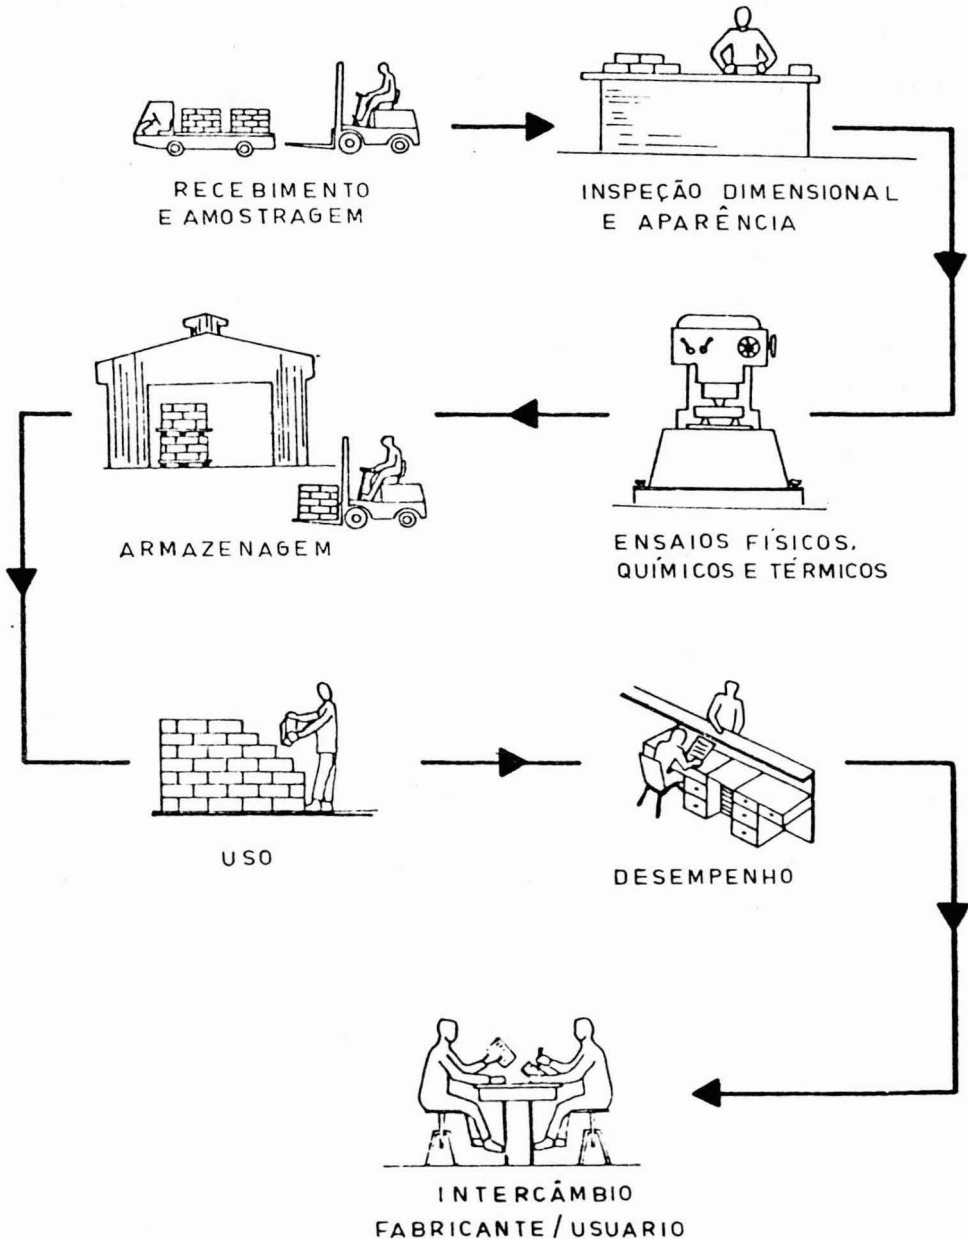 RECEBIMENTO
E AMOSTRAGEM
INSPEÇÃO DIMENSIONAL
E APARÊNCIA
ENSAIOS FÍSICOS,
QUÍMICOS E TÉRMICOS
ARMAZENAGEM
USO
DESEMPENHO
INTERCÂMBIO
FABRICANTE/USUARIO